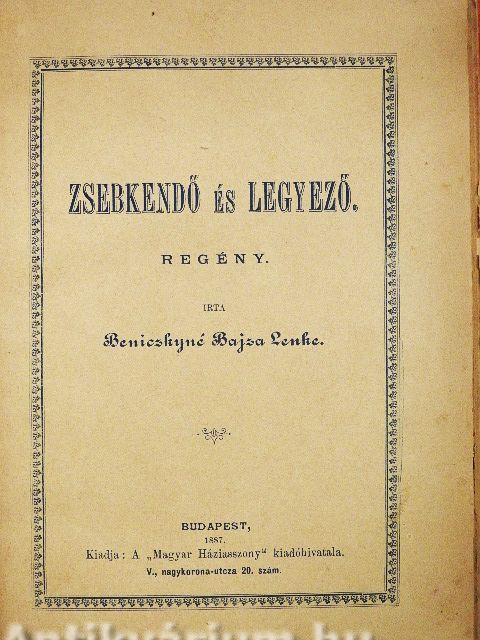 ZSEBKENDŐ ÉS LEGYEZŐ.
REGÉNY.
IRTA
Beniczkyné Bajza Lenke.
BUDAPEST,
1887.
Kiadja: A „Magyar Háziasszony" kiadóhivatala.
V., nagykorona-utcza 20. szám.